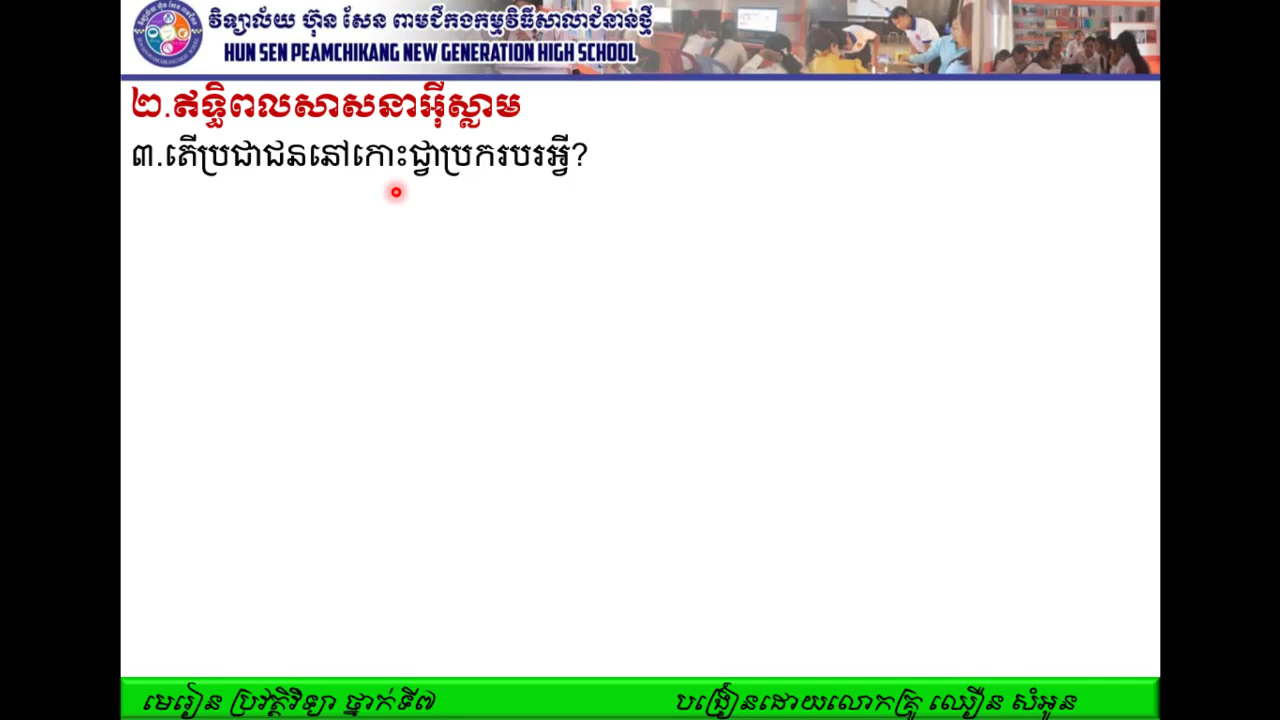 វិទ្យាល័យ ហ៊ុន សែន ពាមជីកងកម្មវិធីសាលាជំនាន់ថ្មី
HUN SEN PEAMCHIKANG NEW GENERATION HIGH SCHOOL
២.ឥទ្ធិពលសាសនាអ៊ីស្លាម
៣.តើប្រជាជននៅកោះជ្វាប្រករបរអ្វី?
មេរៀន ប្រវត្តិវិទ្យា ថ្នាក់ទី៧
បង្រៀនដោយលោកគ្រូ ឈឿន សំអូន